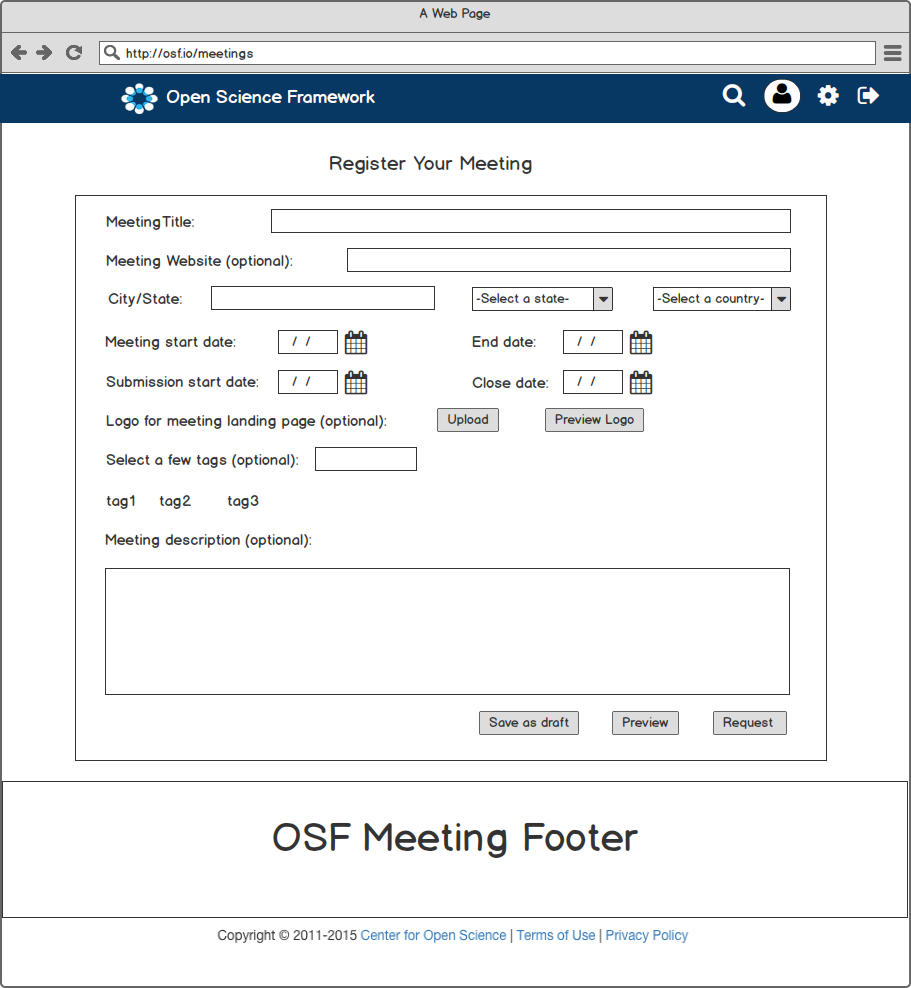 A Web Page
http://osf.io/meetings
Open Science Framework
Register Your Meeting
MeetingTitle:
Meeting Website (optional):
City/State: -Select a state- -Select a country-
Meeting start date: / / End date: / /
Submission start date: / / Close date: / /
Logo for meeting landing page (optional): Upload Preview Logo
Select a few tags (optional):
tag1 tag2 tag3
Meeting description (optional):
Save as draft Preview Request
OSF Meeting Footer
Copyright © 2011-2015 Center for Open Science | Terms of Use | Privacy Policy